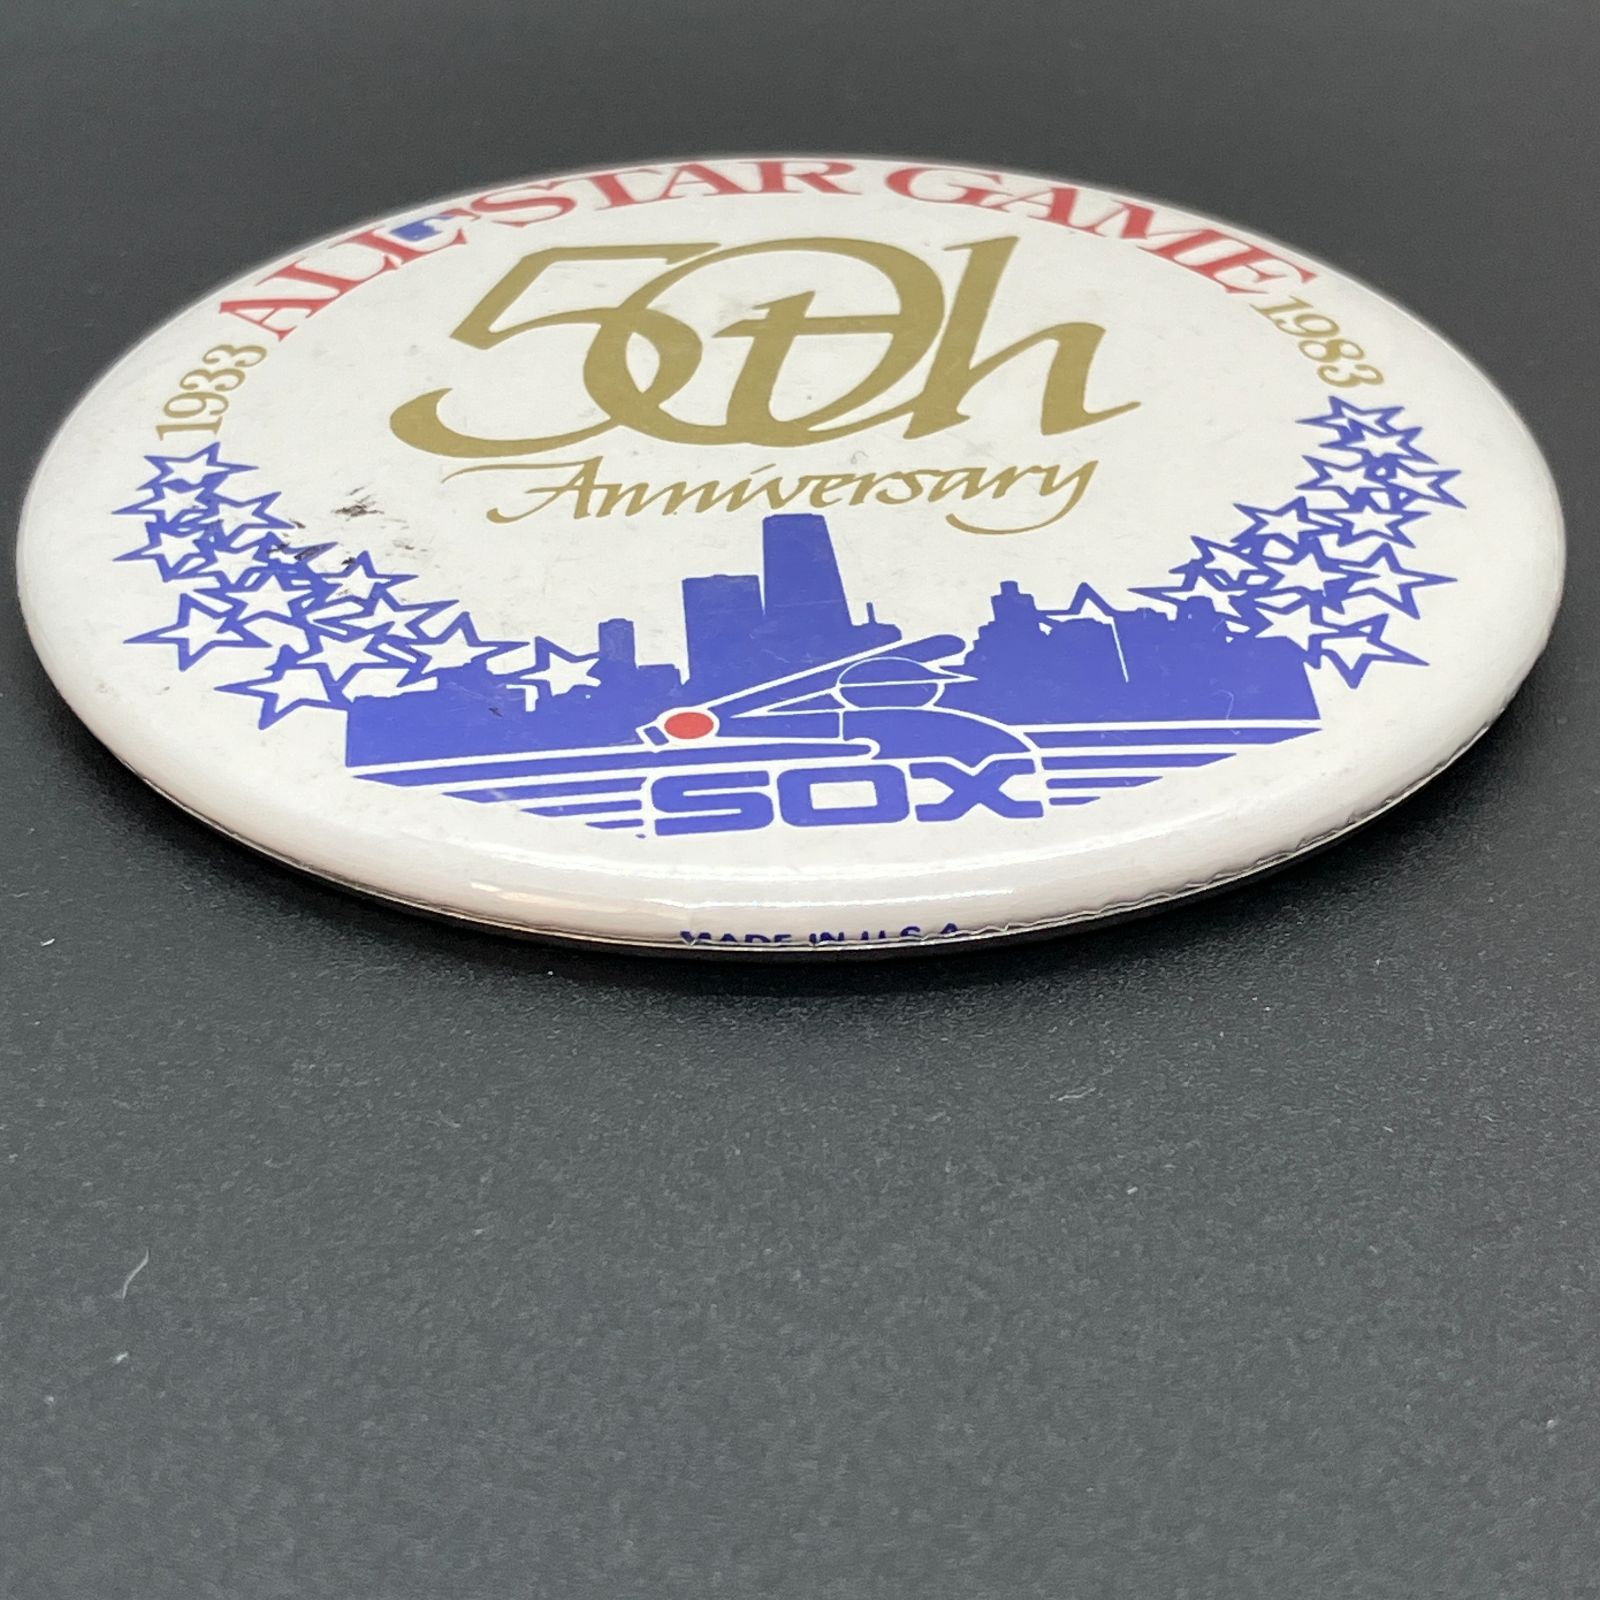 1933 ALL STAR GAME 1983
50th
Anniversary
SOX
MADE IN U.S.A.